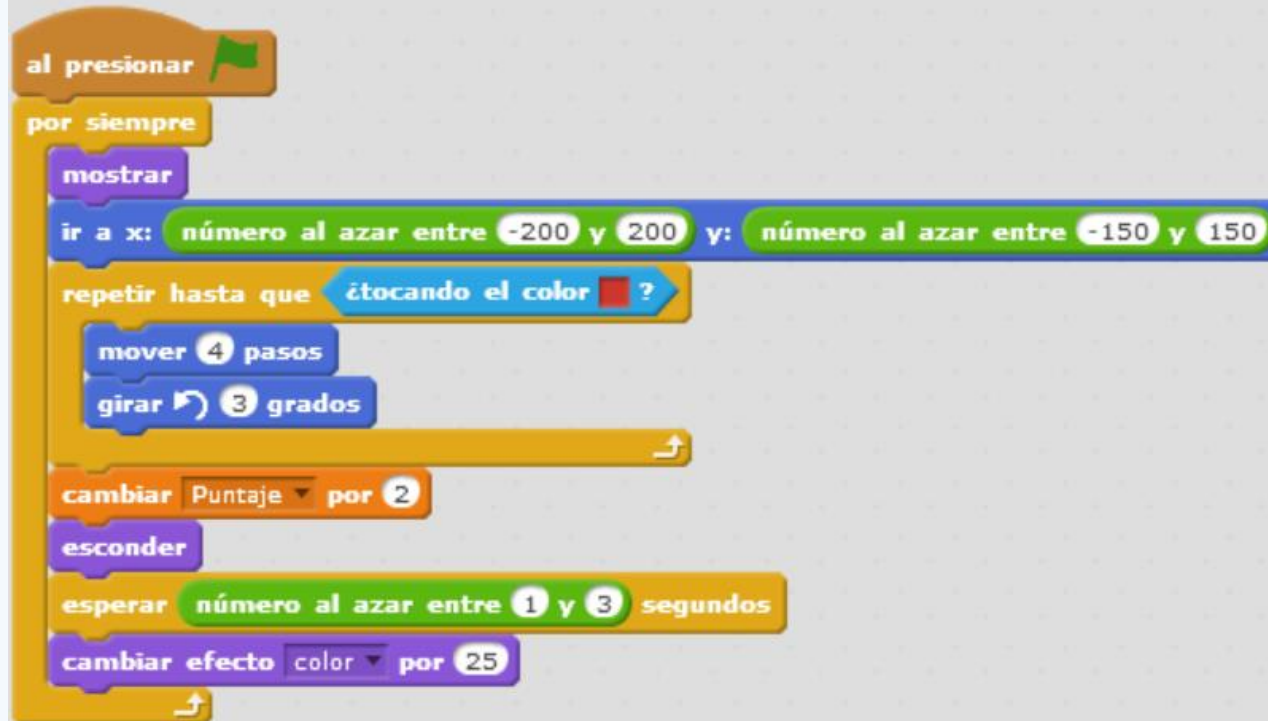 al presionar
por siempre
mostrar
ir a x: número al azar entre -200 y 200 y: número al azar entre -150 y 150
repetir hasta que ¿tocando el color ?
mover 4 pasos
girar 3 grados
cambiar Puntaje por 2
esconder
esperar número al azar entre 1 y 3 segundos
cambiar efecto color por 25